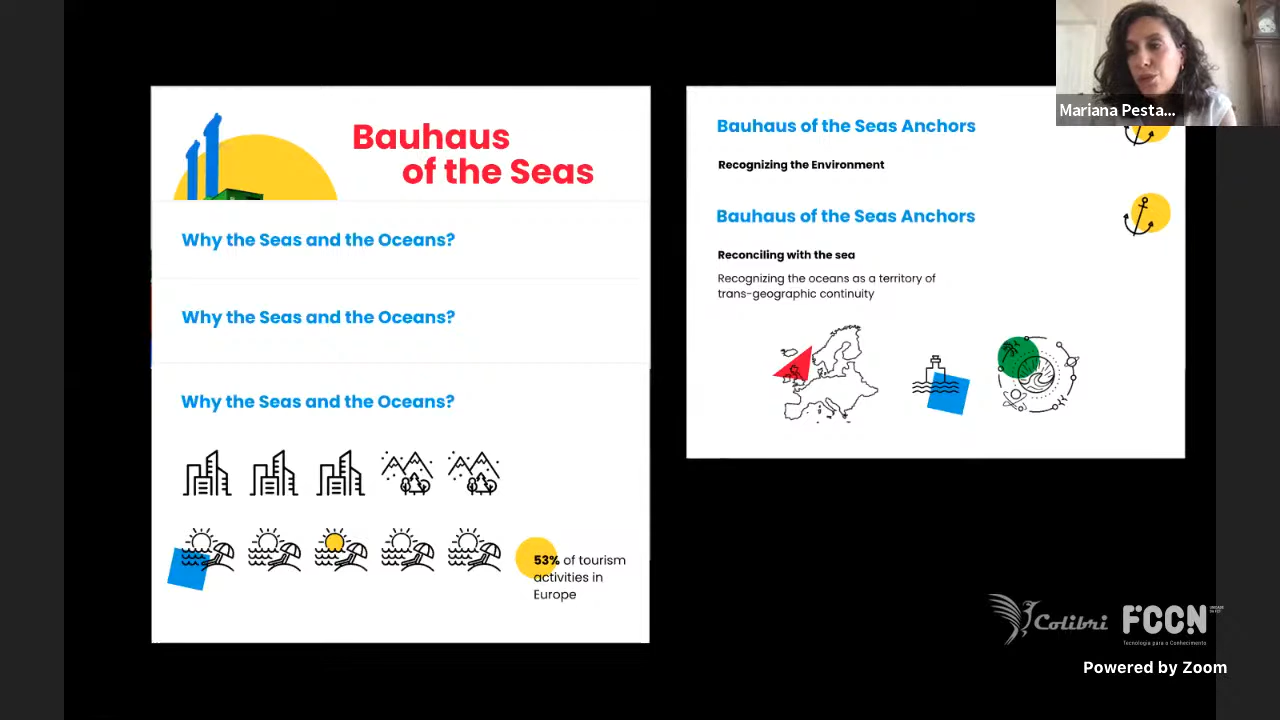 Bauhaus
of the Seas
Why the Seas and the Oceans?
Why the Seas and the Oceans?
Why the Seas and the Oceans?
53% of tourism
activities in
Europe
Bauhaus of the Seas Anchors
Recognizing the Environment
Bauhaus of the Seas Anchors
Reconciling with the sea
Recognizing the oceans as a territory of
trans-geographic continuity
Mariana Pesta...
Colibri
FCCN
Tecnologia para o Conhecimento
Powered by Zoom